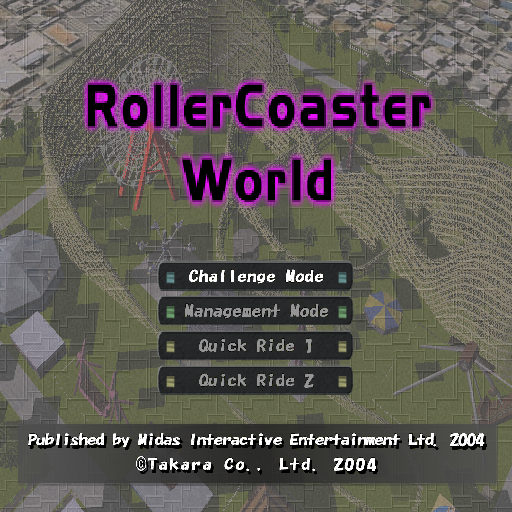 RollerCoaster
World
Challenge Mode
Management Mode
Quick Ride 1
Quick Ride 2
Published by Midas Interactive Entertainment Ltd. 2004
©Takara Co., Ltd. 2004